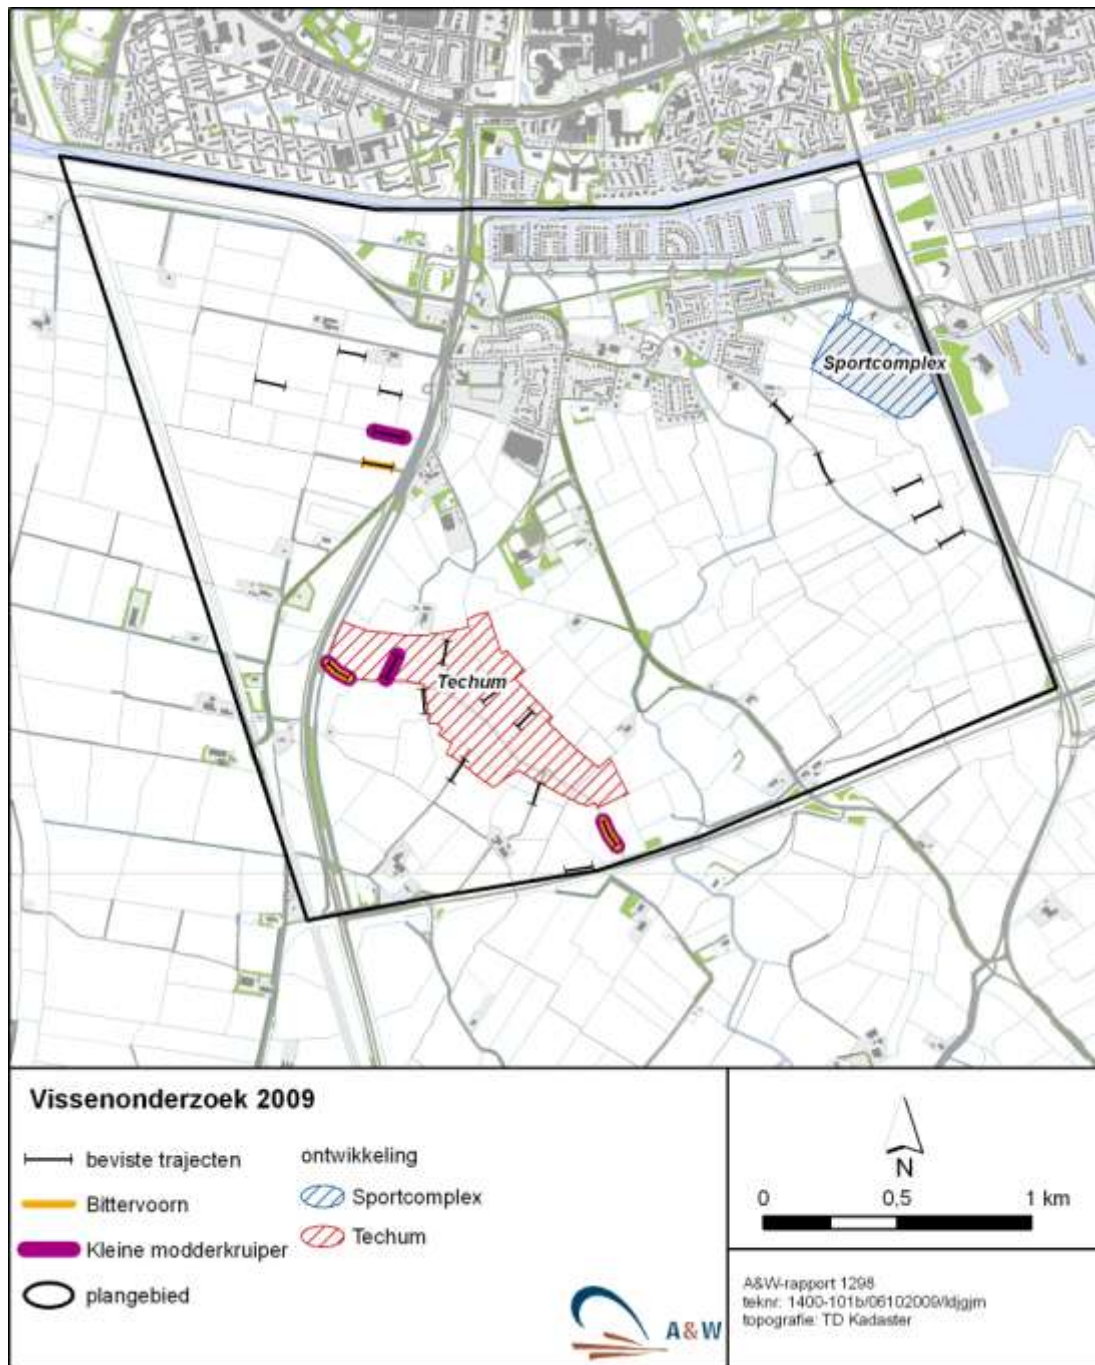 Sportcomplex
Techum
Vissenonderzoek 2009
beviste trajecten
Bittervoorn
Kleine modderkruiper
plangebied
ontwikkeling
Sportcomplex
Techum
A&W
N
0 0,5 1 km
A&W-rapport 1298
teknr: 1400-101b/06102009/ldjgjm
topografie: TD Kadaster